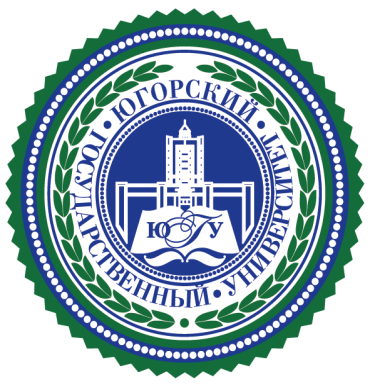 ЮГОРСКИЙ
ГОСУДАРСТВЕННЫЙ • УНИВЕРСИТЕТ
ЮГУ